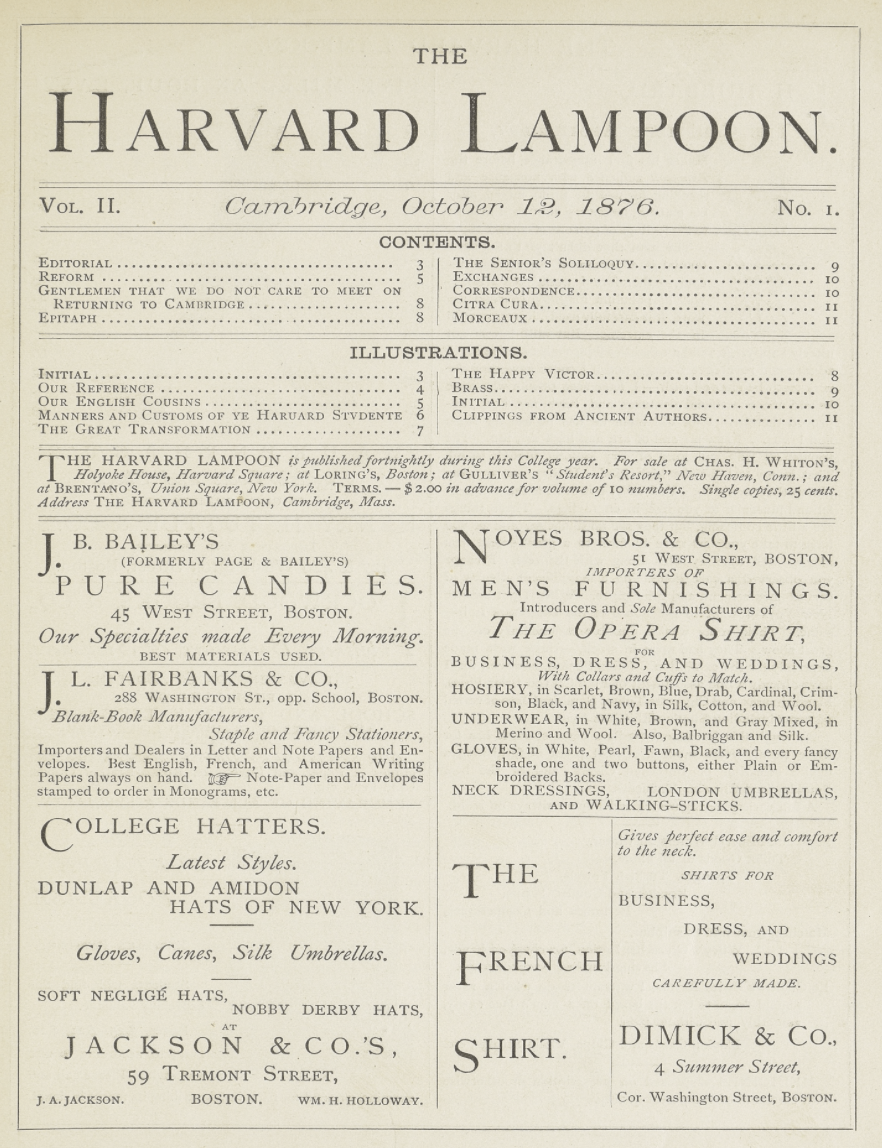 THE
HARVARD LAMPOON.
VOL. II. Cambridge, October 12, 1876. No. 1.
CONTENTS.
EDITORIAL 3
REFORM 5
GENTLEMEN THAT WE DO NOT CARE TO MEET ON
RETURNING TO CAMBRIDGE 8
EPITAPH 8
THE SENIOR'S SOLILOQUY 9
EXCHANGES 10
CORRESPONDENCE 10
CITRA CURA 11
MORCEAUX 11
ILLUSTRATIONS.
INITIAL 3
OUR REFERENCE 4
OUR ENGLISH COUSINS 5
MANNERS AND CUSTOMS OF YE HARUARD STVDENTE 6
THE GREAT TRANSFORMATION 7
THE HAPPY VICTOR 8
BRASS 9
INITIAL 10
CLIPPINGS FROM ANCIENT AUTHORS 11
THE HARVARD LAMPOON is published fortnightly during this College year. For sale at CHAS. H. WHITON'S,
Holyoke House, Harvard Square; at LORING'S, Boston; at GULLIVER'S "Student's Resort," New Haven, Conn.; and
at BRENTANO'S, Union Square, New York. TERMS. — $2.00 in advance for volume of 10 numbers. Single copies, 25 cents.
Address THE HARVARD LAMPOON, Cambridge, Mass.
J. B. BAILEY'S
(FORMERLY PAGE & BAILEY'S)
PURE CANDIES.
45 WEST STREET, BOSTON.
Our Specialties made Every Morning.
BEST MATERIALS USED.
J. L. FAIRBANKS & CO.,
288 WASHINGTON ST., opp. School, BOSTON.
Blank-Book Manufacturers,
Staple and Fancy Stationers,
Importers and Dealers in Letter and Note Papers and En-
velopes. Best English, French, and American Writing
Papers always on hand. ☞ Note-Paper and Envelopes
stamped to order in Monograms, etc.
COLLEGE HATTERS.
Latest Styles.
DUNLAP AND AMIDON
HATS OF NEW YORK.
Gloves, Canes, Silk Umbrellas.
SOFT NEGLIGÉ HATS,
NOBBY DERBY HATS,
AT
JACKSON & CO.'S,
59 TREMONT STREET,
J. A. JACKSON. BOSTON. WM. H. HOLLOWAY.
NOYES BROS. & CO.,
51 WEST STREET, BOSTON,
IMPORTERS OF
MEN'S FURNISHINGS.
Introducers and Sole Manufacturers of
THE OPERA SHIRT,
FOR
BUSINESS, DRESS, AND WEDDINGS,
With Collars and Cuffs to Match.
HOSIERY, in Scarlet, Brown, Blue, Drab, Cardinal, Crim-
son, Black, and Navy, in Silk, Cotton, and Wool.
UNDERWEAR, in White, Brown, and Gray Mixed, in
Merino and Wool. Also, Balbriggan and Silk.
GLOVES, in White, Pearl, Fawn, Black, and every fancy
shade, one and two buttons, either Plain or Em-
broidered Backs.
NECK DRESSINGS, LONDON UMBRELLAS,
AND WALKING-STICKS.
THE
FRENCH
SHIRT.
Gives perfect ease and comfort
to the neck.
SHIRTS FOR
BUSINESS,
DRESS, AND
WEDDINGS
CAREFULLY MADE.
DIMICK & CO.,
4 Summer Street,
Cor. Washington Street, BOSTON.